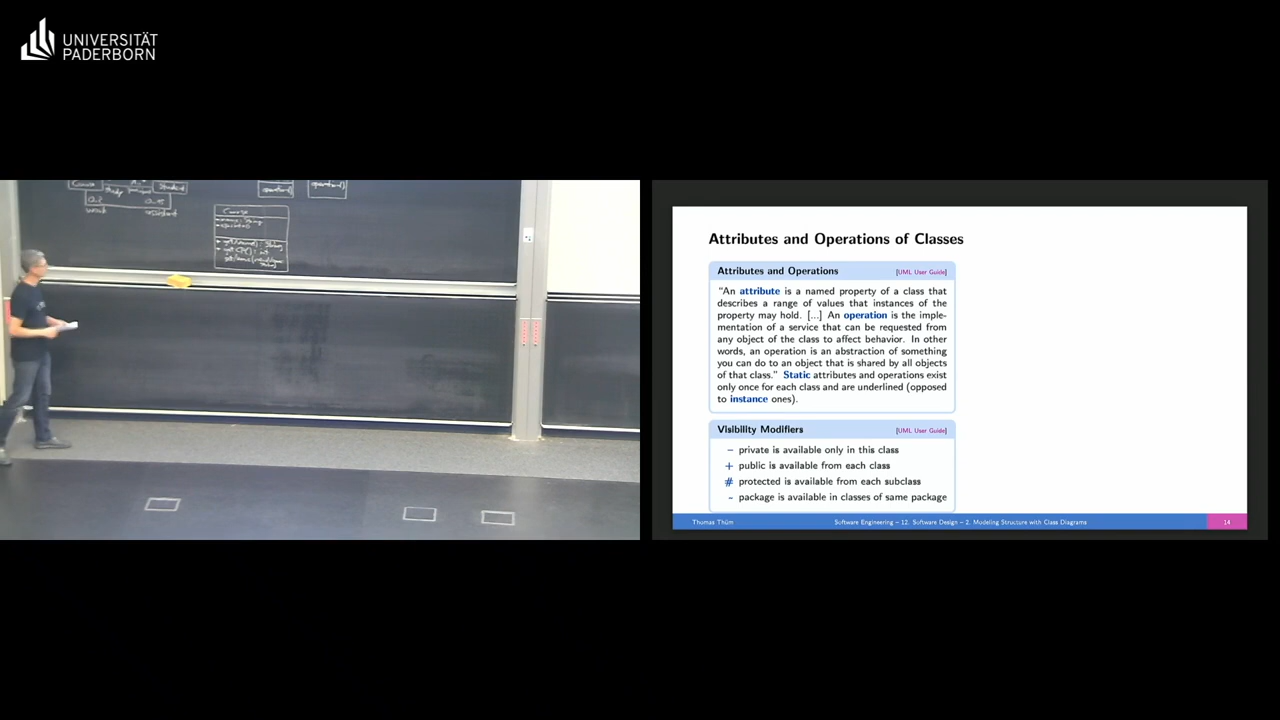 UNIVERSITÄT
PADERBORN
Course
Attributes and Operations of Classes
Attributes and Operations [UML User Guide]
“An attribute is a named property of a class that
describes a range of values that instances of the
property may hold. [...] An operation is the imple-
mentation of a service that can be requested from
any object of the class to affect behavior. In other
words, an operation is an abstraction of something
you can do to an object that is shared by all objects
of that class.” Static attributes and operations exist
only once for each class and are underlined (opposed
to instance ones).
Visibility Modifiers [UML User Guide]
– private is available only in this class
+ public is available from each class
# protected is available from each subclass
~ package is available in classes of same package
Thomas Thüm Software Engineering – 12. Software Design – 2. Modeling Structure with Class Diagrams 14